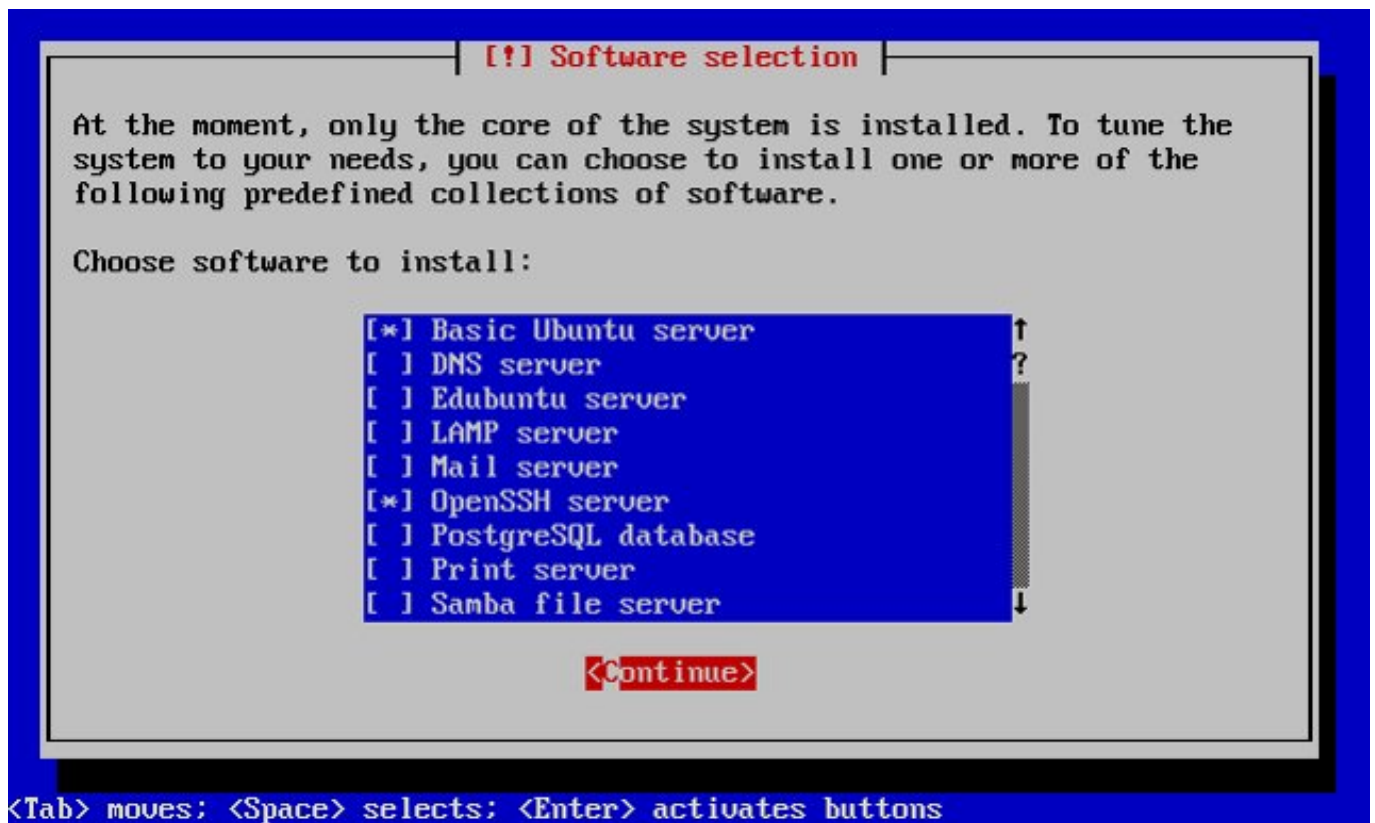 [!] Software selection
At the moment, only the core of the system is installed. To tune the
system to your needs, you can choose to install one or more of the
following predefined collections of software.
Choose software to install:
[*] Basic Ubuntu server ↑
[ ] DNS server ?
[ ] Edubuntu server
[ ] LAMP server
[ ] Mail server
[*] OpenSSH server
[ ] PostgreSQL database
[ ] Print server
[ ] Samba file server ↓
<Continue>
<Tab> moves; <Space> selects; <Enter> activates buttons